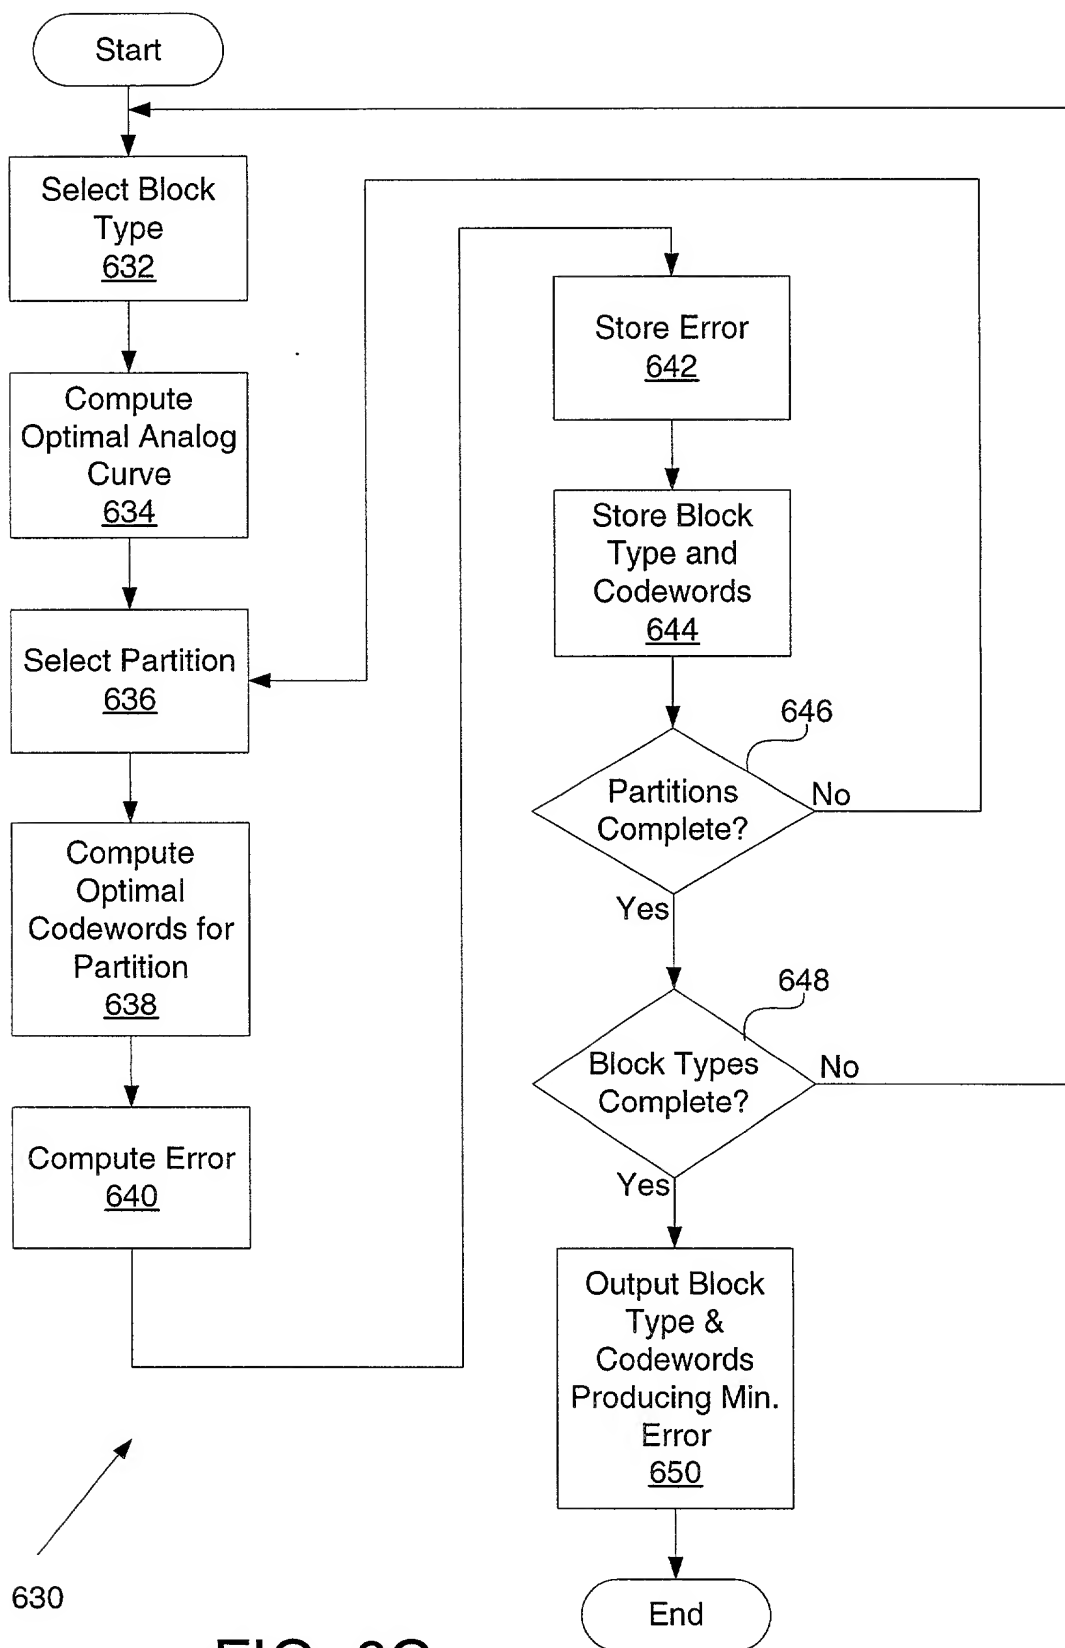 Start
Select Block
Type
632
Compute
Optimal Analog
Curve
634
Select Partition
636
Compute
Optimal
Codewords for
Partition
638
Compute Error
640
Store Error
642
Store Block
Type and
Codewords
644
646
Partitions
Complete?
No
Yes
648
Block Types
Complete?
No
Yes
Output Block
Type &
Codewords
Producing Min.
Error
650
End
630